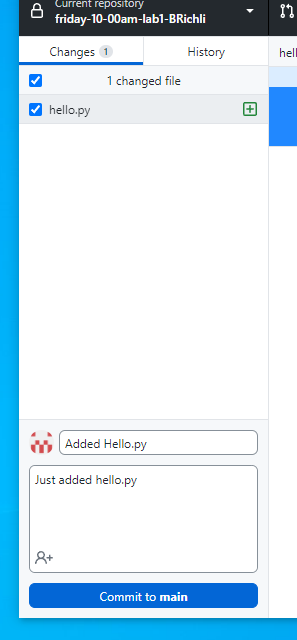 Current repository
friday-10-00am-lab1-BRichli
Changes 1
History
hel
1 changed file
hello.py
Added Hello.py
Just added hello.py
Commit to main